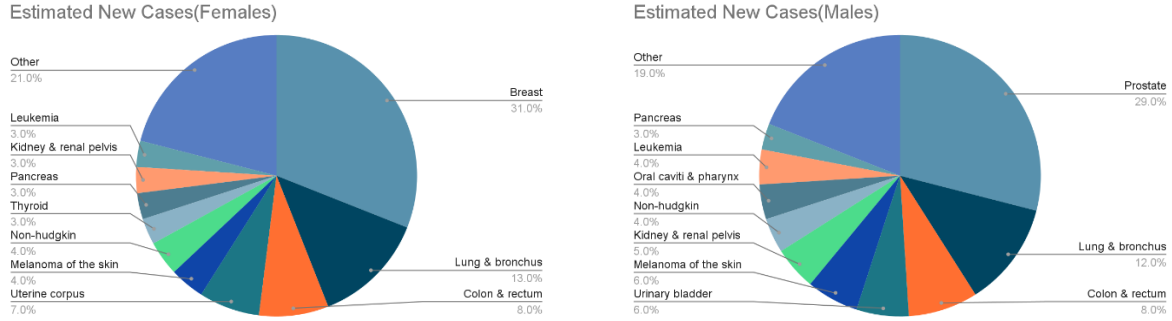 Estimated New Cases(Females)
Other
21.0%
Leukemia
3.0%
Kidney & renal pelvis
3.0%
Pancreas
3.0%
Thyroid
3.0%
Non-hudgkin
4.0%
Melanoma of the skin
4.0%
Uterine corpus
7.0%
Breast
31.0%
Lung & bronchus
13.0%
Colon & rectum
8.0%
Estimated New Cases(Males)
Other
19.0%
Pancreas
3.0%
Leukemia
4.0%
Oral caviti & pharynx
4.0%
Non-hudgkin
4.0%
Kidney & renal pelvis
5.0%
Melanoma of the skin
6.0%
Urinary bladder
6.0%
Prostate
29.0%
Lung & bronchus
12.0%
Colon & rectum
8.0%